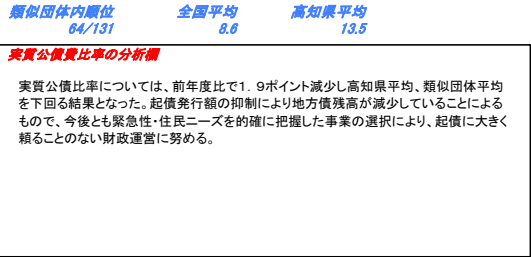 類似団体内順位 全国平均 高知県平均
64/131 8.6 13.5
実質公債費比率の分析欄
実質公債比率については、前年度比で1.9ポイント減少し高知県平均、類似団体平均
を下回る結果となった。起債発行額の抑制により地方債残高が減少していることによる
もので、今後とも緊急性・住民ニーズを的確に把握した事業の選択により、起債に大きく
頼ることのない財政運営に努める。